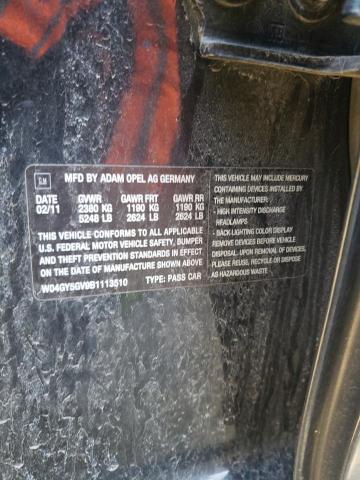 GM
MFD BY ADAM OPEL AG GERMANY
DATE GVWR GAWR FRT GAWR RR
02/11 2380 KG 1190 KG 1190 KG
5248 LB 2624 LB 2624 LB
CONFORMS TO ALL APPLICABLE
U.S. FEDERAL MOTOR VEHICLE SAFETY, BUMPER
AND THEFT PREVENTION STANDARDS
IN EFFECT ON THE DATE OF
MANUFACTURE SHOWN ABOVE.
W04GY5GV9B1113510 TYPE: PASS CAR
THIS VEHICLE MAY INCLUDE MERCURY
CONTAINING DEVICES INSTALLED BY
THE MANUFACTURER:
- HIGH INTENSITY DISCHARGE
HEADLAMPS
- BACK-LIGHTING COLOR DISPLAY
REMOVE DEVICES BEFORE VEHICLE
DISPOSAL. UPON REMOVAL OF DEVICES
PLEASE REUSE, RECYCLE OR DISPOSE
AS HAZARDOUS WASTE